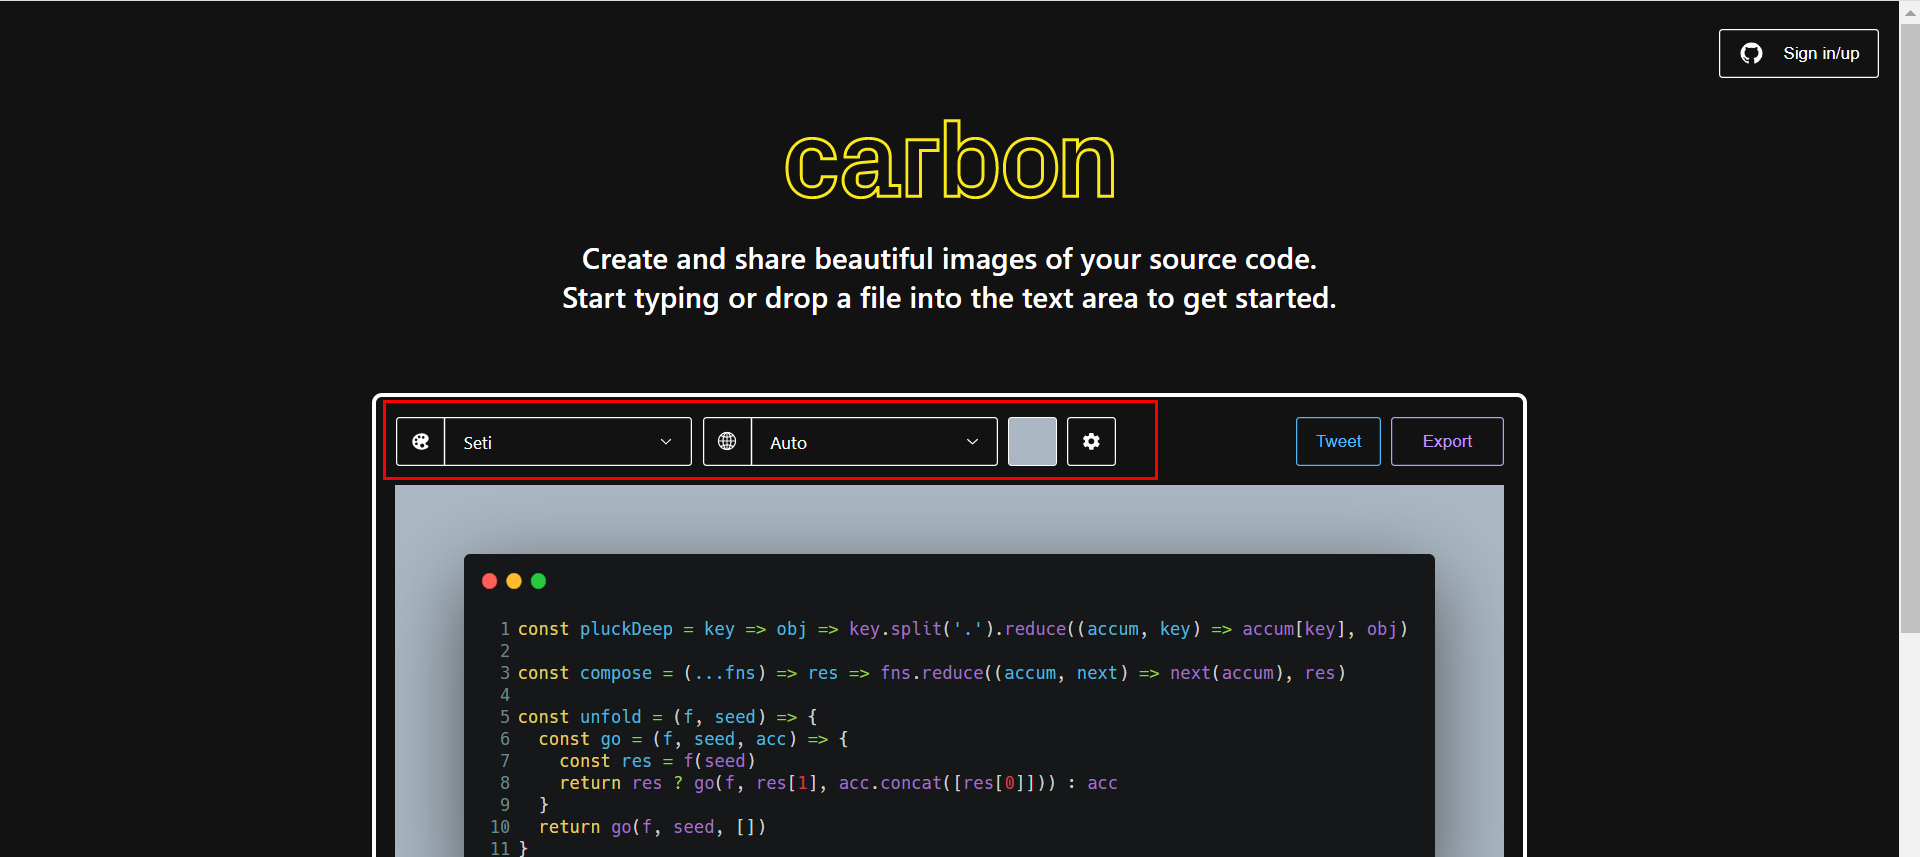 Sign in/up
carbon
Create and share beautiful images of your source code.
Start typing or drop a file into the text area to get started.
Seti
Auto
Tweet
Export
1 const pluckDeep = key => obj => key.split('.').reduce((accum, key) => accum[key], obj)
2
3 const compose = (...fns) => res => fns.reduce((accum, next) => next(accum), res)
4
5 const unfold = (f, seed) => {
6   const go = (f, seed, acc) => {
7     const res = f(seed)
8     return res ? go(f, res[1], acc.concat([res[0]])) : acc
9   }
10   return go(f, seed, [])
11 }